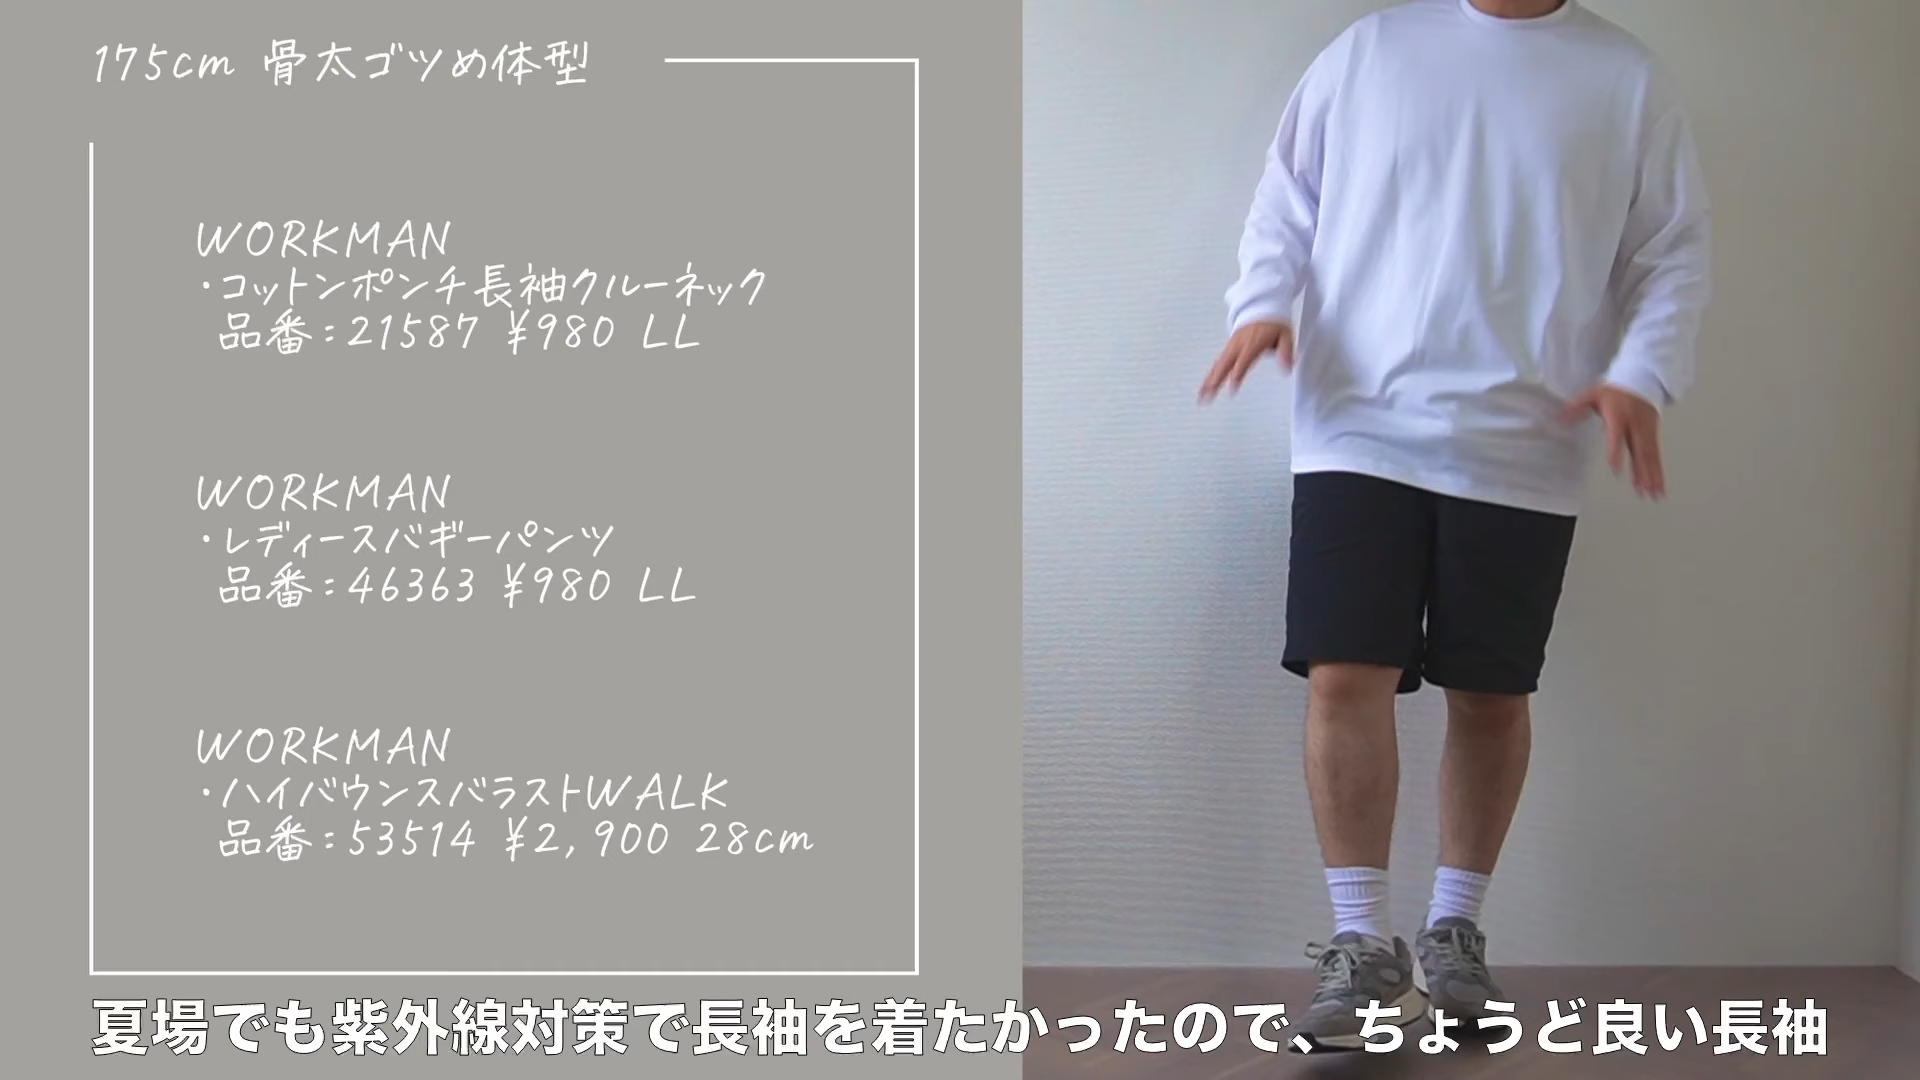 175cm 骨太ゴツめ体型
WORKMAN
・コットンポンチ長袖クルーネック
品番：21587 ¥980 LL
WORKMAN
・レディースバギーパンツ
品番：46363 ¥980 LL
WORKMAN
・ハイバウンスバラストWALK
品番：53514 ¥2,900 28cm
夏場でも紫外線対策で長袖を着たかったので、ちょうど良い長袖